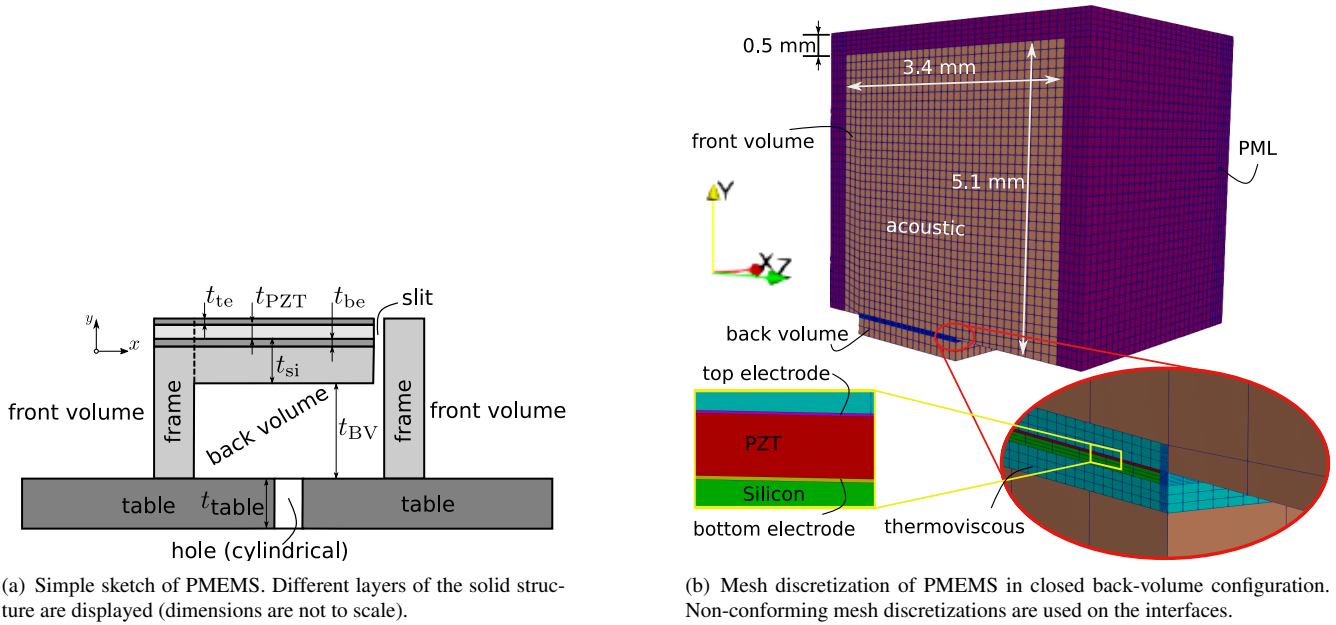 t_te
t_PZT
t_be
slit
y
x
t_si
front volume
frame
back volume
t_BV
frame
front volume
table
t_table
table
hole (cylindrical)
(a) Simple sketch of PMEMS. Different layers of the solid struc-
ture are displayed (dimensions are not to scale).
0.5 mm
3.4 mm
front volume
PML
5.1 mm
Y
X
Z
acoustic
back volume
top electrode
PZT
Silicon
bottom electrode
thermoviscous
(b) Mesh discretization of PMEMS in closed back-volume configuration.
Non-conforming mesh discretizations are used on the interfaces.